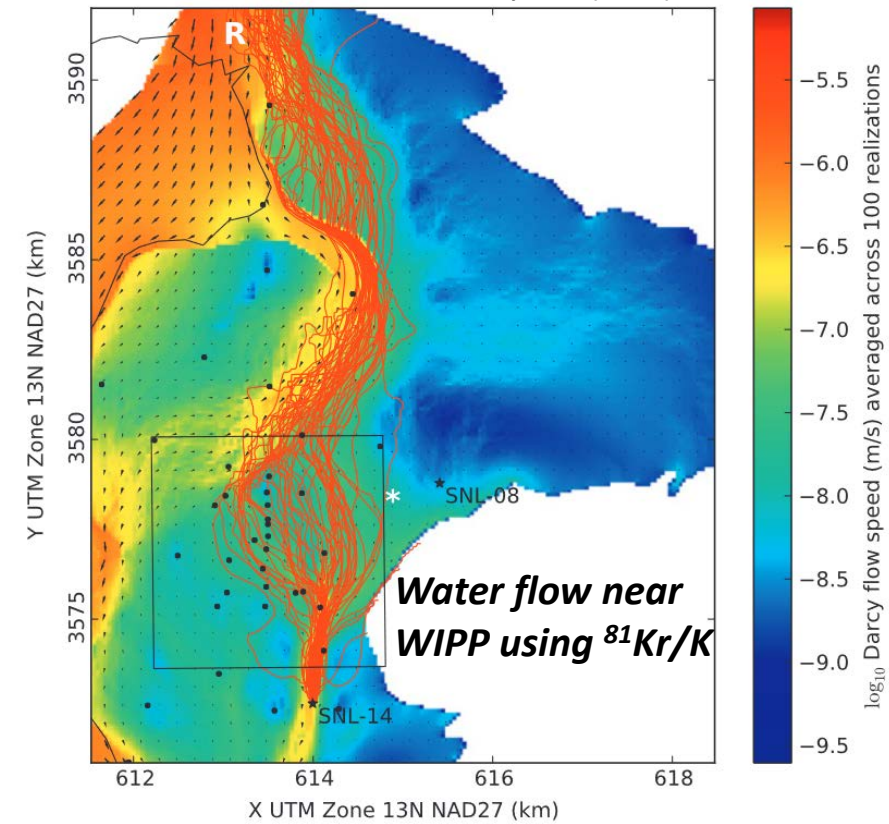 R
3590
3585
3580
3575
Y UTM Zone 13N NAD27 (km)
*
SNL-08
Water flow near
WIPP using ⁸¹Kr/K
SNL-14
612
614
616
618
X UTM Zone 13N NAD27 (km)
−5.5
−6.0
−6.5
−7.0
−7.5
−8.0
−8.5
−9.0
−9.5
log₁₀ Darcy flow speed (m/s) averaged across 100 realizations